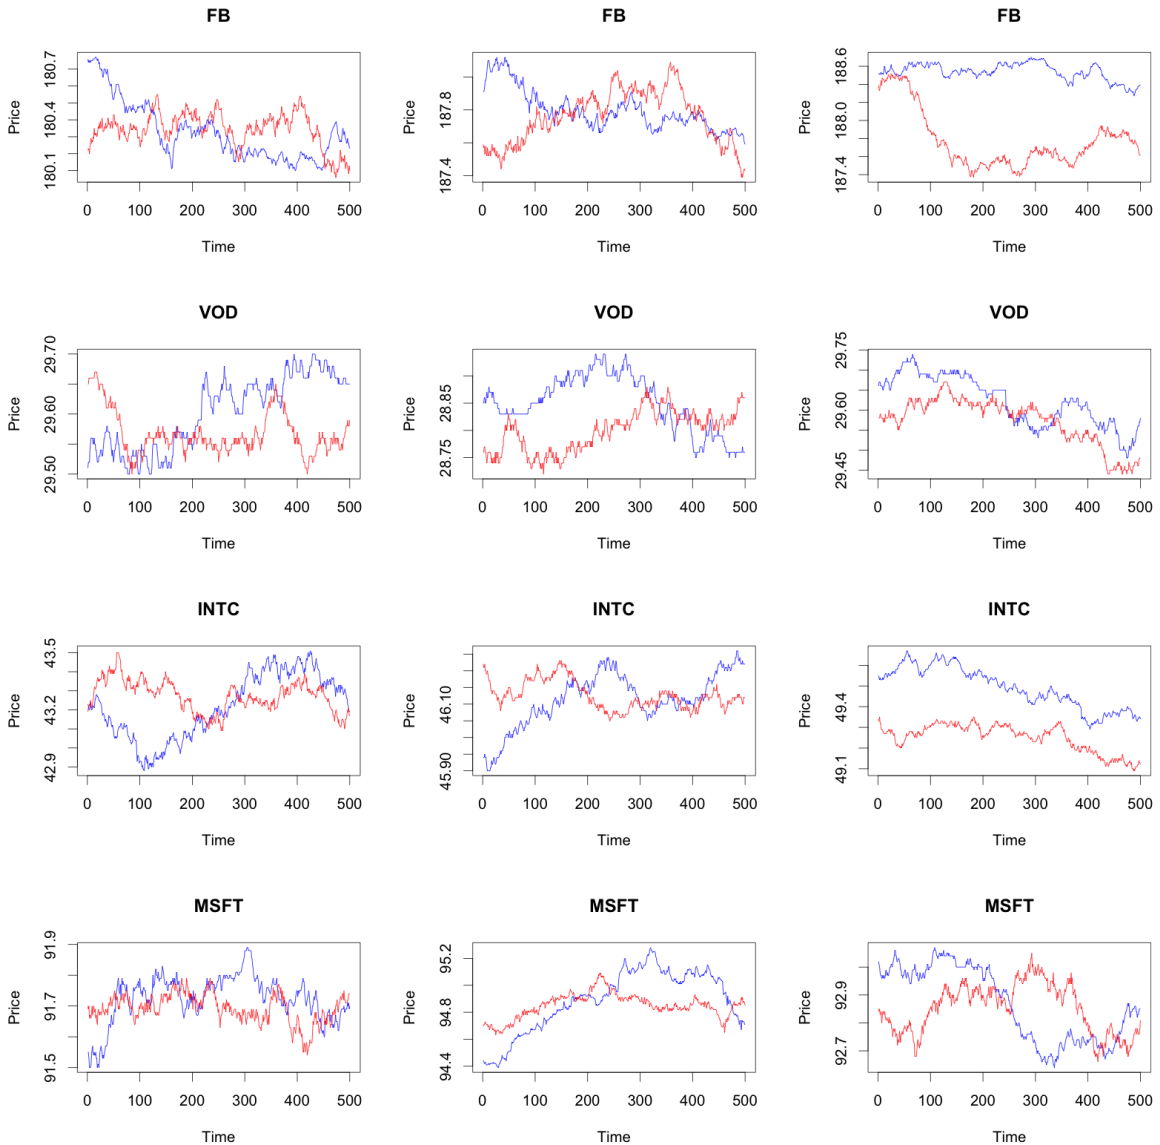 FB
FB
FB
Price
180.1 180.4 180.7
0 100 200 300 400 500
Time
Price
187.4 187.8
0 100 200 300 400 500
Time
Price
187.4 188.0 188.6
0 100 200 300 400 500
Time
VOD
VOD
VOD
Price
29.50 29.60 29.70
0 100 200 300 400 500
Time
Price
28.75 28.85
0 100 200 300 400 500
Time
Price
29.45 29.60 29.75
0 100 200 300 400 500
Time
INTC
INTC
INTC
Price
42.9 43.2 43.5
0 100 200 300 400 500
Time
Price
45.90 46.10
0 100 200 300 400 500
Time
Price
49.1 49.4
0 100 200 300 400 500
Time
MSFT
MSFT
MSFT
Price
91.5 91.7 91.9
0 100 200 300 400 500
Time
Price
94.4 94.8 95.2
0 100 200 300 400 500
Time
Price
92.7 92.9
0 100 200 300 400 500
Time